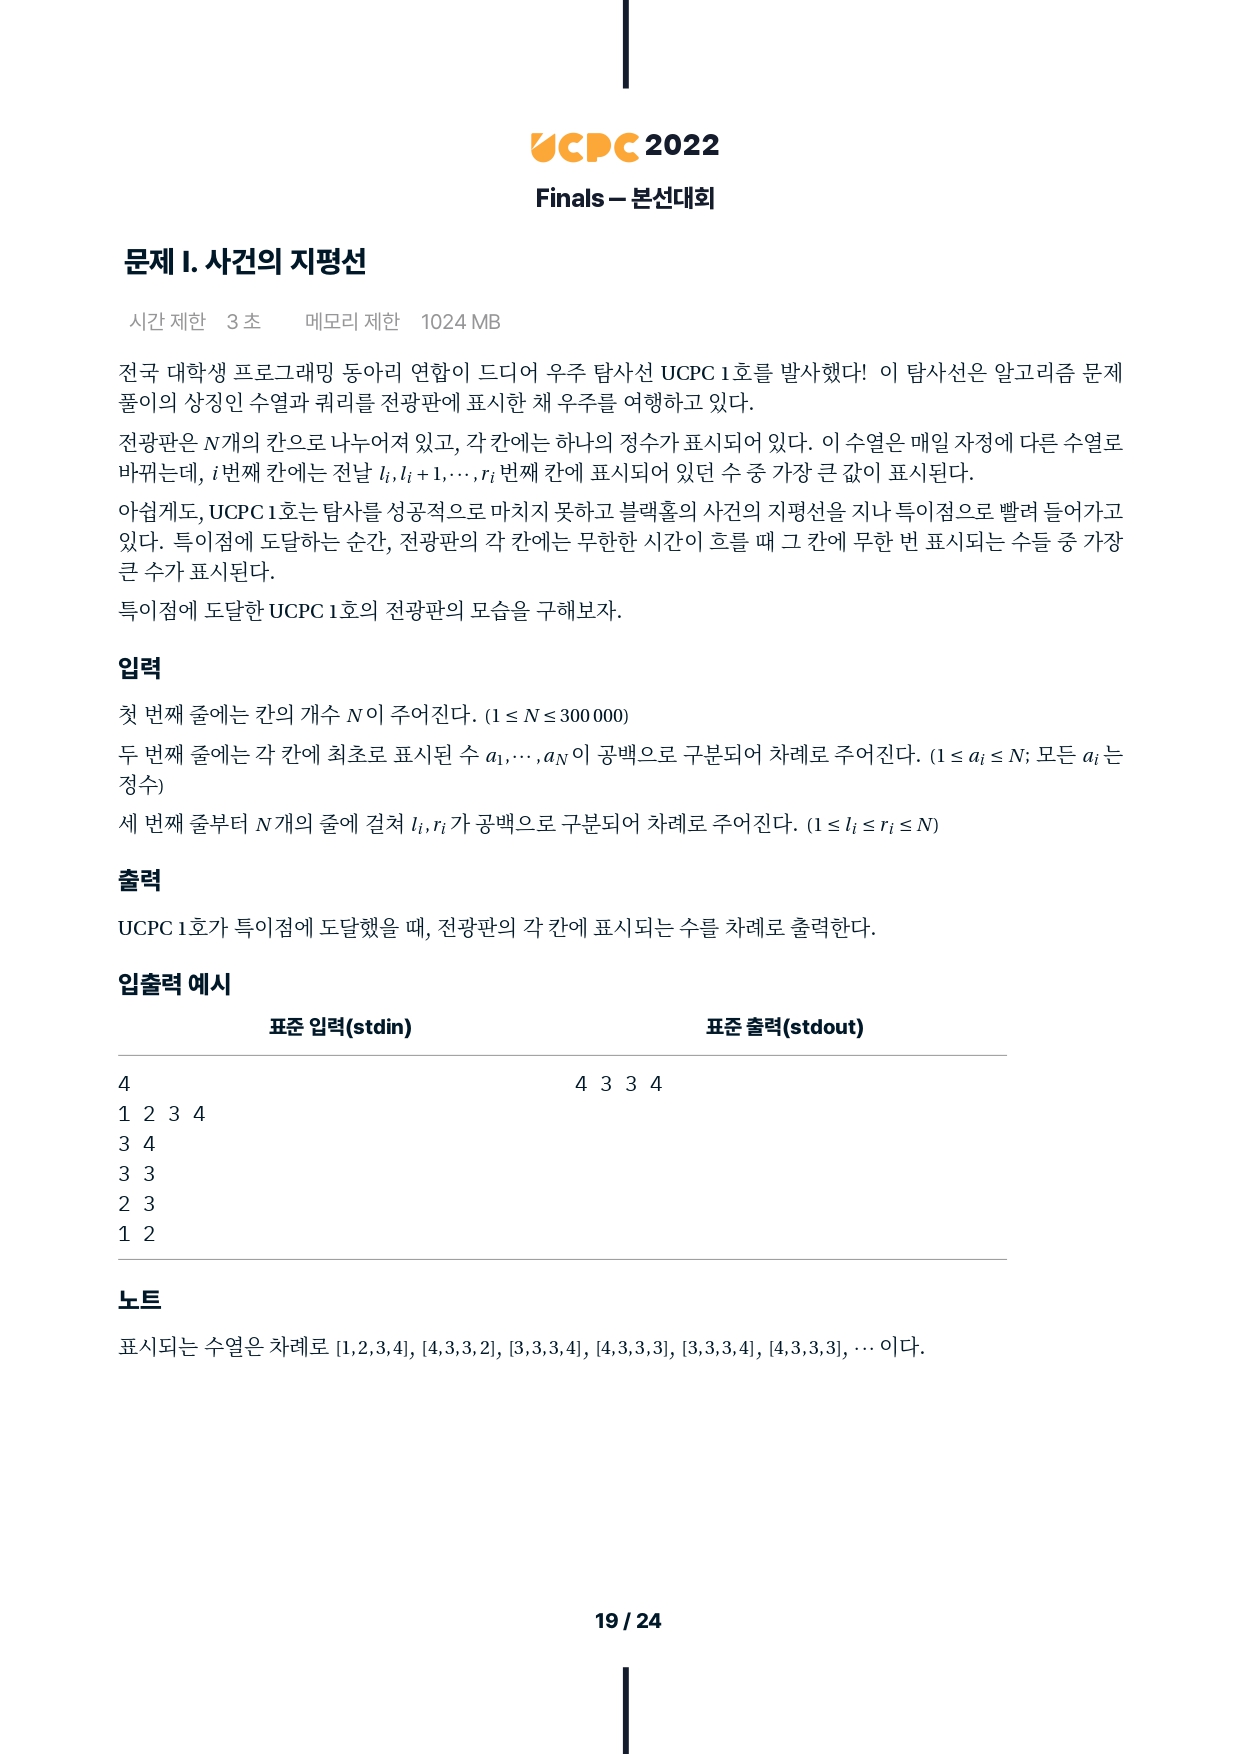 UCPC 2022
Finals — 본선대회
문제 I. 사건의 지평선
시간 제한 3 초 메모리 제한 1024 MB
전국 대학생 프로그래밍 동아리 연합이 드디어 우주 탐사선 UCPC 1호를 발사했다! 이 탐사선은 알고리즘 문제
풀이의 상징인 수열과 쿼리를 전광판에 표시한 채 우주를 여행하고 있다.
전광판은 N개의 칸으로 나누어져 있고, 각 칸에는 하나의 정수가 표시되어 있다. 이 수열은 매일 자정에 다른 수열로
바뀌는데, i번째 칸에는 전날 l_i, l_i + 1, ⋯ , r_i번째 칸에 표시되어 있던 수 중 가장 큰 값이 표시된다.
아쉽게도, UCPC 1호는 탐사를 성공적으로 마치지 못하고 블랙홀의 사건의 지평선을 지나 특이점으로 빨려 들어가고
있다. 특이점에 도달하는 순간, 전광판의 각 칸에는 무한한 시간이 흐를 때 그 칸에 무한 번 표시되는 수들 중 가장
큰 수가 표시된다.
특이점에 도달한 UCPC 1호의 전광판의 모습을 구해보자.
입력
첫 번째 줄에는 칸의 개수 N이 주어진다. (1 ≤ N ≤ 300 000)
두 번째 줄에는 각 칸에 최초로 표시된 수 a_1, ⋯ , a_N이 공백으로 구분되어 차례로 주어진다. (1 ≤ a_i ≤ N; 모든 a_i는
정수)
세 번째 줄부터 N개의 줄에 걸쳐 l_i, r_i가 공백으로 구분되어 차례로 주어진다. (1 ≤ l_i ≤ r_i ≤ N)
출력
UCPC 1호가 특이점에 도달했을 때, 전광판의 각 칸에 표시되는 수를 차례로 출력한다.
입출력 예시
표준 입력(stdin) 표준 출력(stdout)
4 4 3 3 4
1 2 3 4
3 4
3 3
2 3
1 2
노트
표시되는 수열은 차례로 [1,2,3,4], [4,3,3,2], [3,3,3,4], [4,3,3,3], [3,3,3,4], [4,3,3,3], ⋯ 이다.
19 / 24